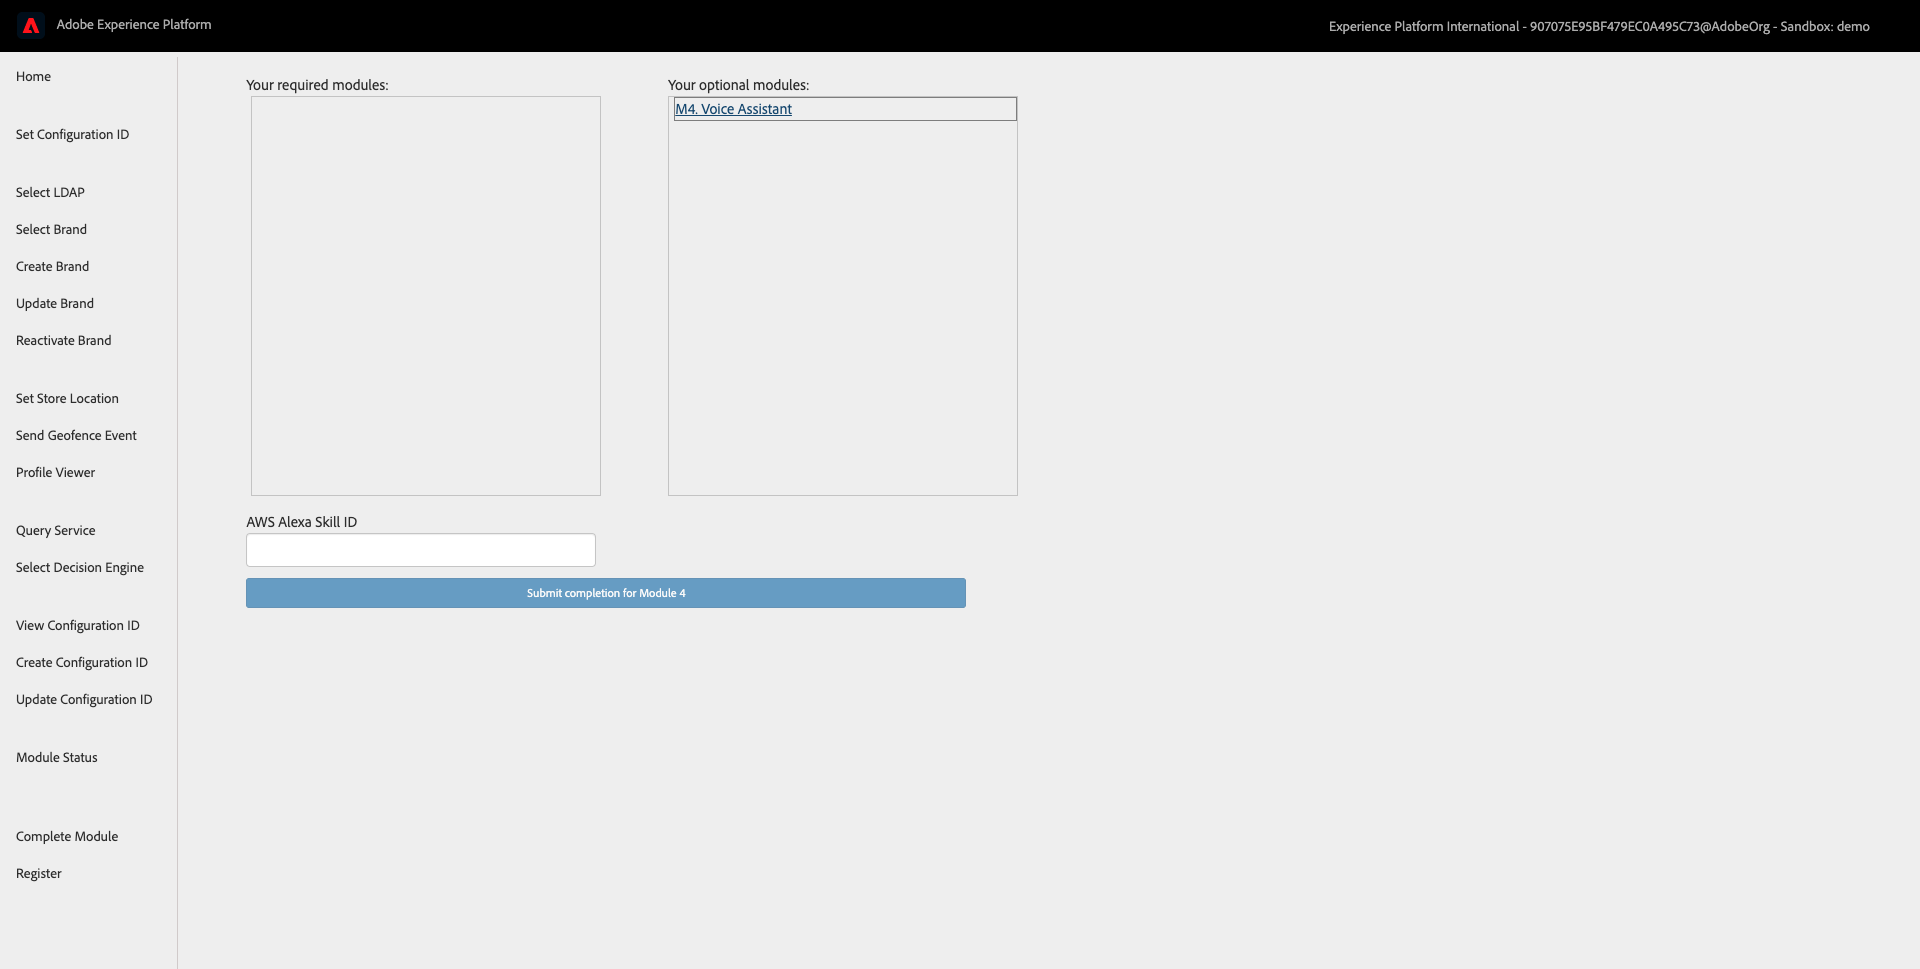 Adobe Experience Platform
Experience Platform International - 907075E95BF479EC0A495C73@AdobeOrg - Sandbox: demo
Home
Set Configuration ID
Select LDAP
Select Brand
Create Brand
Update Brand
Reactivate Brand
Set Store Location
Send Geofence Event
Profile Viewer
Query Service
Select Decision Engine
View Configuration ID
Create Configuration ID
Update Configuration ID
Module Status
Complete Module
Register
Your required modules:
Your optional modules:
M4. Voice Assistant
AWS Alexa Skill ID
Submit completion for Module 4